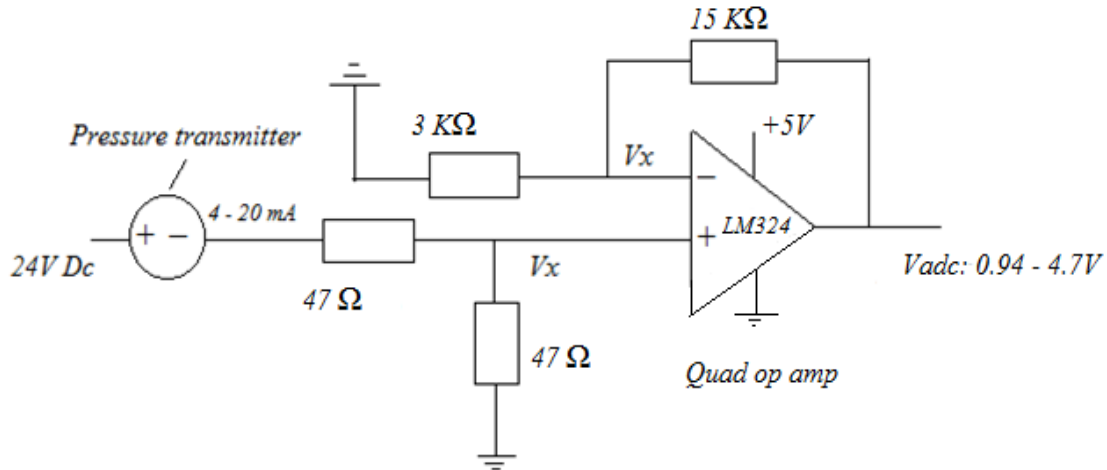 15 KΩ
3 KΩ
+5V
Pressure transmitter
Vx
−
4 - 20 mA
+ −
+
LM324
24V Dc
Vx
Vadc: 0.94 - 4.7V
47 Ω
47 Ω
Quad op amp